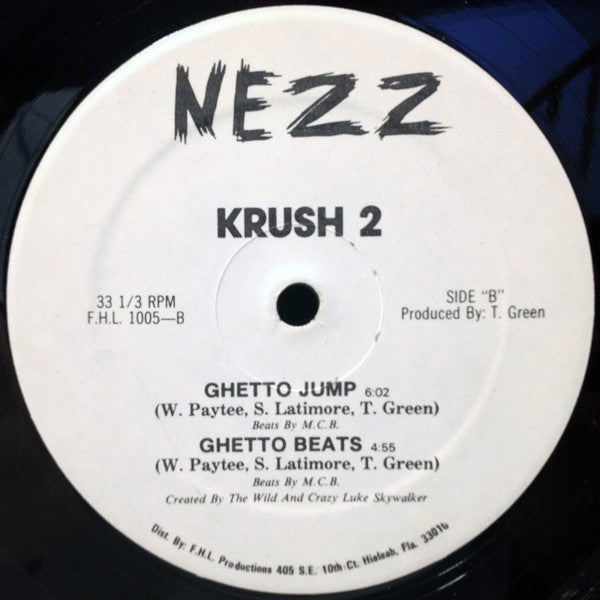 NEZZ
KRUSH 2
33 1/3 RPM
F.H.L. 1005—B
SIDE "B"
Produced By: T. Green
GHETTO JUMP 6:02
(W. Paytee, S. Latimore, T. Green)
Beats By M.C.B.
GHETTO BEATS 4:55
(W. Paytee, S. Latimore, T. Green)
Beats By M.C.B.
Created By The Wild And Crazy Luke Skywalker
Dist. By: F.H.L. Productions 405 S.E. 10th Ct. Hialeah, Fla. 33010